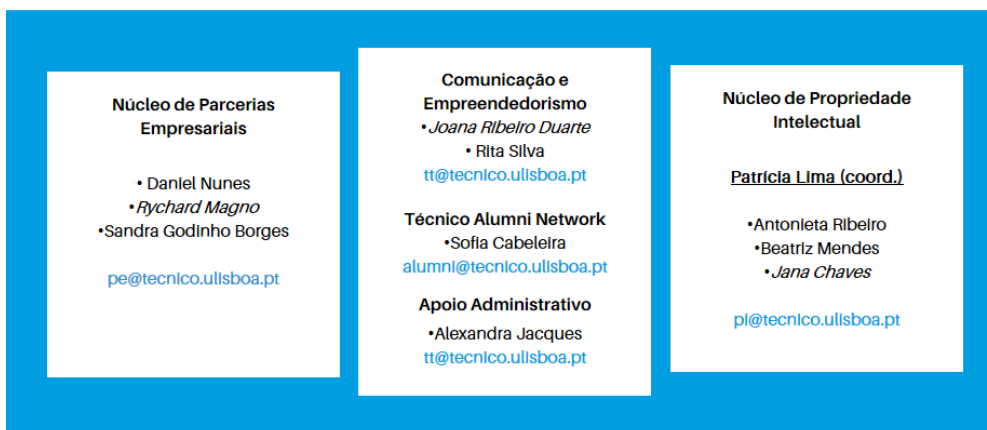 Núcleo de Parcerias
Empresariais
• Daniel Nunes
•Rychard Magno
•Sandra Godinho Borges
pe@tecnico.ulisboa.pt
Comunicação e
Empreendedorismo
•Joana Ribeiro Duarte
• Rita Silva
tt@tecnico.ulisboa.pt
Técnico Alumni Network
•Sofia Cabeleira
alumni@tecnico.ulisboa.pt
Apoio Administrativo
•Alexandra Jacques
tt@tecnico.ulisboa.pt
Núcleo de Propriedade
Intelectual
Patrícia Lima (coord.)
•Antonieta Ribeiro
•Beatriz Mendes
•Jana Chaves
pi@tecnico.ulisboa.pt